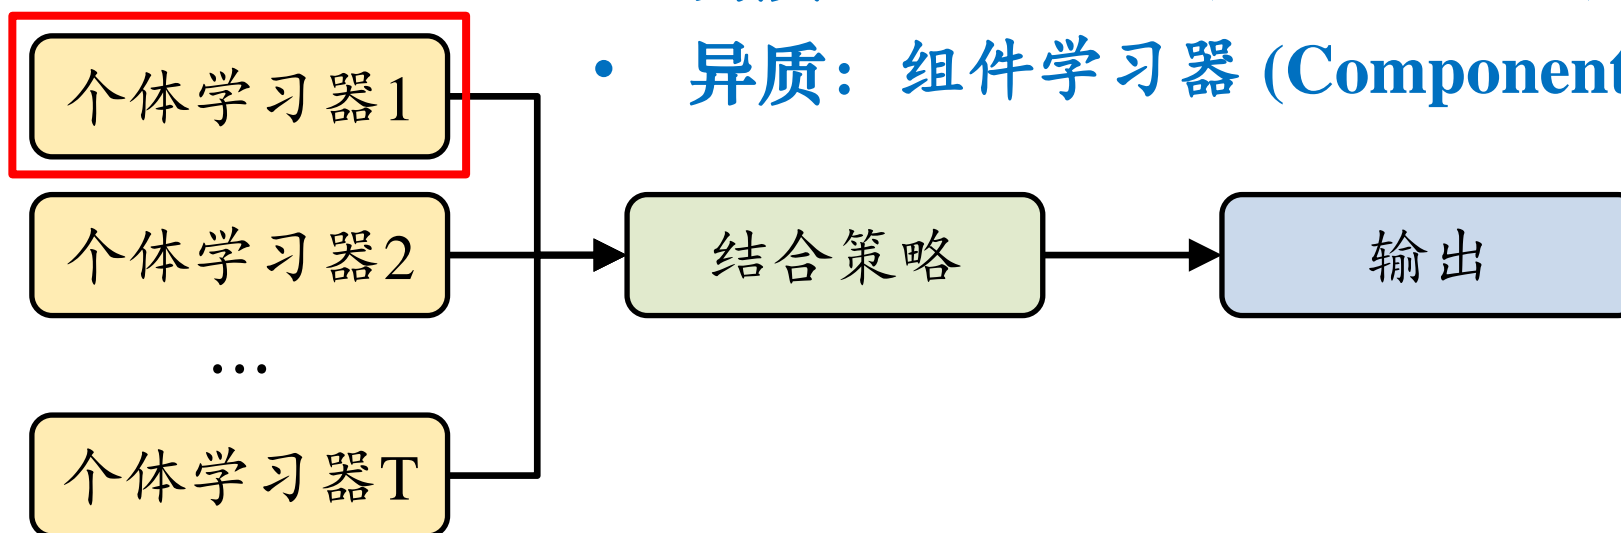 • 异质：组件学习器 (Component
个体学习器1
个体学习器2
...
个体学习器T
结合策略
输出